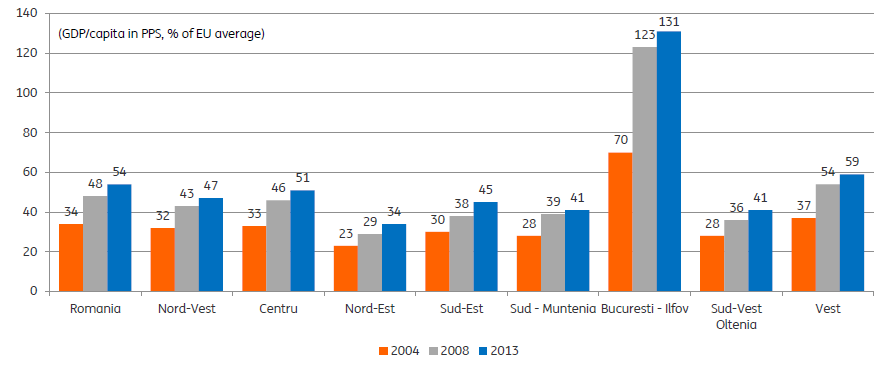 140
(GDP/capita in PPS, % of EU average)
120
100
80
60
40
20
0
34 48 54
32 43 47
33 46 51
23 29 34
30 38 45
28 39 41
70 123 131
28 36 41
37 54 59
Romania Nord-Vest Centru Nord-Est Sud-Est Sud - Muntenia Bucuresti - Ilfov Sud-Vest Vest
Oltenia
2004 2008 2013